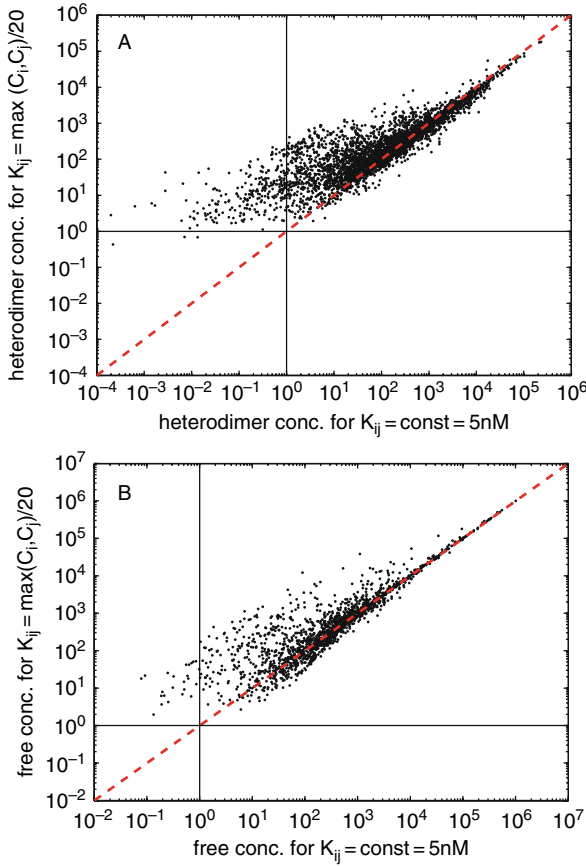 A
heterodimer conc. for K_ij = max (C_i,C_j)/20
10^6
10^5
10^4
10^3
10^2
10^1
10^0
10^-1
10^-2
10^-3
10^-4
10^-4 10^-3 10^-2 10^-1 10^0 10^1 10^2 10^3 10^4 10^5 10^6
heterodimer conc. for K_ij = const = 5nM
B
free conc. for K_ij = max(C_i,C_j)/20
10^7
10^6
10^5
10^4
10^3
10^2
10^1
10^0
10^-1
10^-2
10^-2 10^-1 10^0 10^1 10^2 10^3 10^4 10^5 10^6 10^7
free conc. for K_ij = const = 5nM